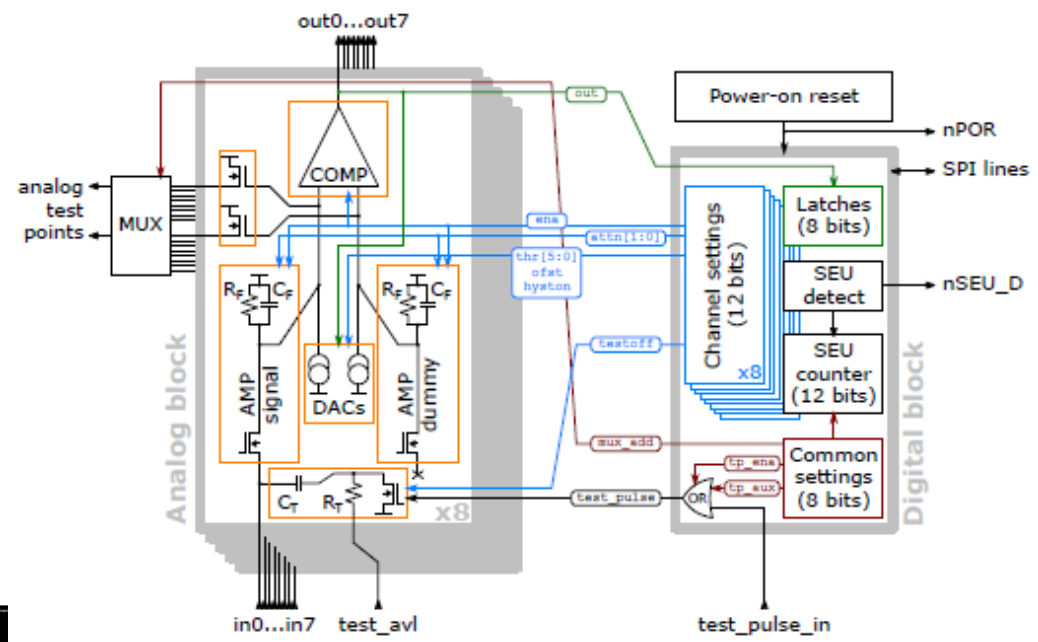 out0...out7
out
Power-on reset
nPOR
SPI lines
COMP
analog
test
points
MUX
ena
attn[1:0]
thr[5:0]
ofst
hyston
Channel settings
(12 bits)
x8
Latches
(8 bits)
SEU
detect
nSEU_D
SEU
counter
(12 bits)
RF CF
AMP
signal
DACs
RF CF
AMP
dummy
testoff
mux_add
Common
settings
(8 bits)
tp_ena
tp_aux
OR
test_pulse
CT RT
x8
Analog block
Digital block
in0...in7
test_avl
test_pulse_in